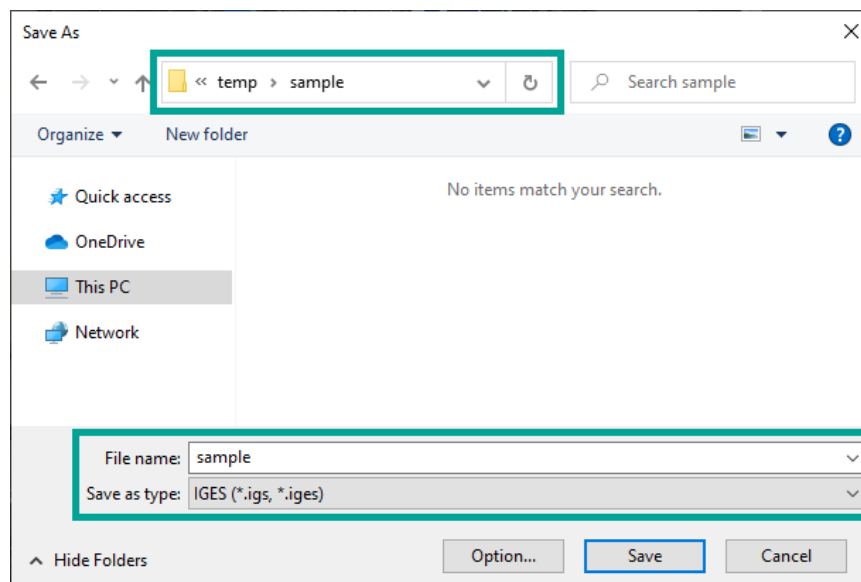 Save As
« temp › sample
Search sample
Organize
New folder
Quick access
No items match your search.
OneDrive
This PC
Network
File name: sample
Save as type: IGES (*.igs, *.iges)
Hide Folders
Option...
Save
Cancel